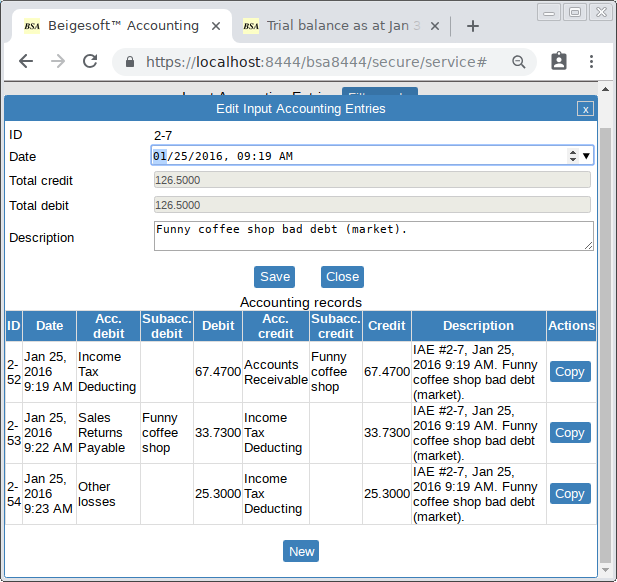 BSA Beigesoft™ Accounting × BSA Trial balance as at Jan 3 × +
https://localhost:8444/bsa8444/secure/service#
Edit Input Accounting Entries x
ID 2-7
Date 01/25/2016, 09:19 AM
Total credit 126.5000
Total debit 126.5000
Description Funny coffee shop bad debt (market).
Save Close
Accounting records
ID Date Acc. debit Subacc. debit Debit Acc. credit Subacc. credit Credit Description Actions
2-52 Jan 25, 2016 9:19 AM Income Tax Deducting 67.4700 Accounts Receivable Funny coffee shop 67.4700 IAE #2-7, Jan 25, 2016 9:19 AM. Funny coffee shop bad debt (market). Copy
2-53 Jan 25, 2016 9:22 AM Sales Returns Payable Funny coffee shop 33.7300 Income Tax Deducting 33.7300 IAE #2-7, Jan 25, 2016 9:19 AM. Funny coffee shop bad debt (market). Copy
2-54 Jan 25, 2016 9:23 AM Other losses 25.3000 Income Tax Deducting 25.3000 IAE #2-7, Jan 25, 2016 9:19 AM. Funny coffee shop bad debt (market). Copy
New